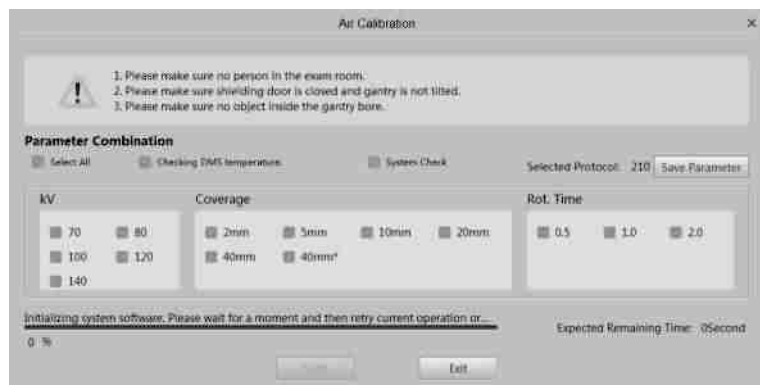 Air Calibration
1. Please make sure no person in the exam room.
2. Please make sure shielding door is closed and gantry is not tilted.
3. Please make sure no object inside the gantry bore.
Parameter Combination
Select All Checking DMS temperature System Check Selected Protocol: 210 Save Parameter
kV Coverage Rot. Time
70 80 2mm 5mm 10mm 20mm 0.5 1.0 2.0
100 120 40mm 40mm*
140
Initializing system software. Please wait for a moment and then retry current operation or...
Expected Remaining Time: 0Second
0 %
Exit